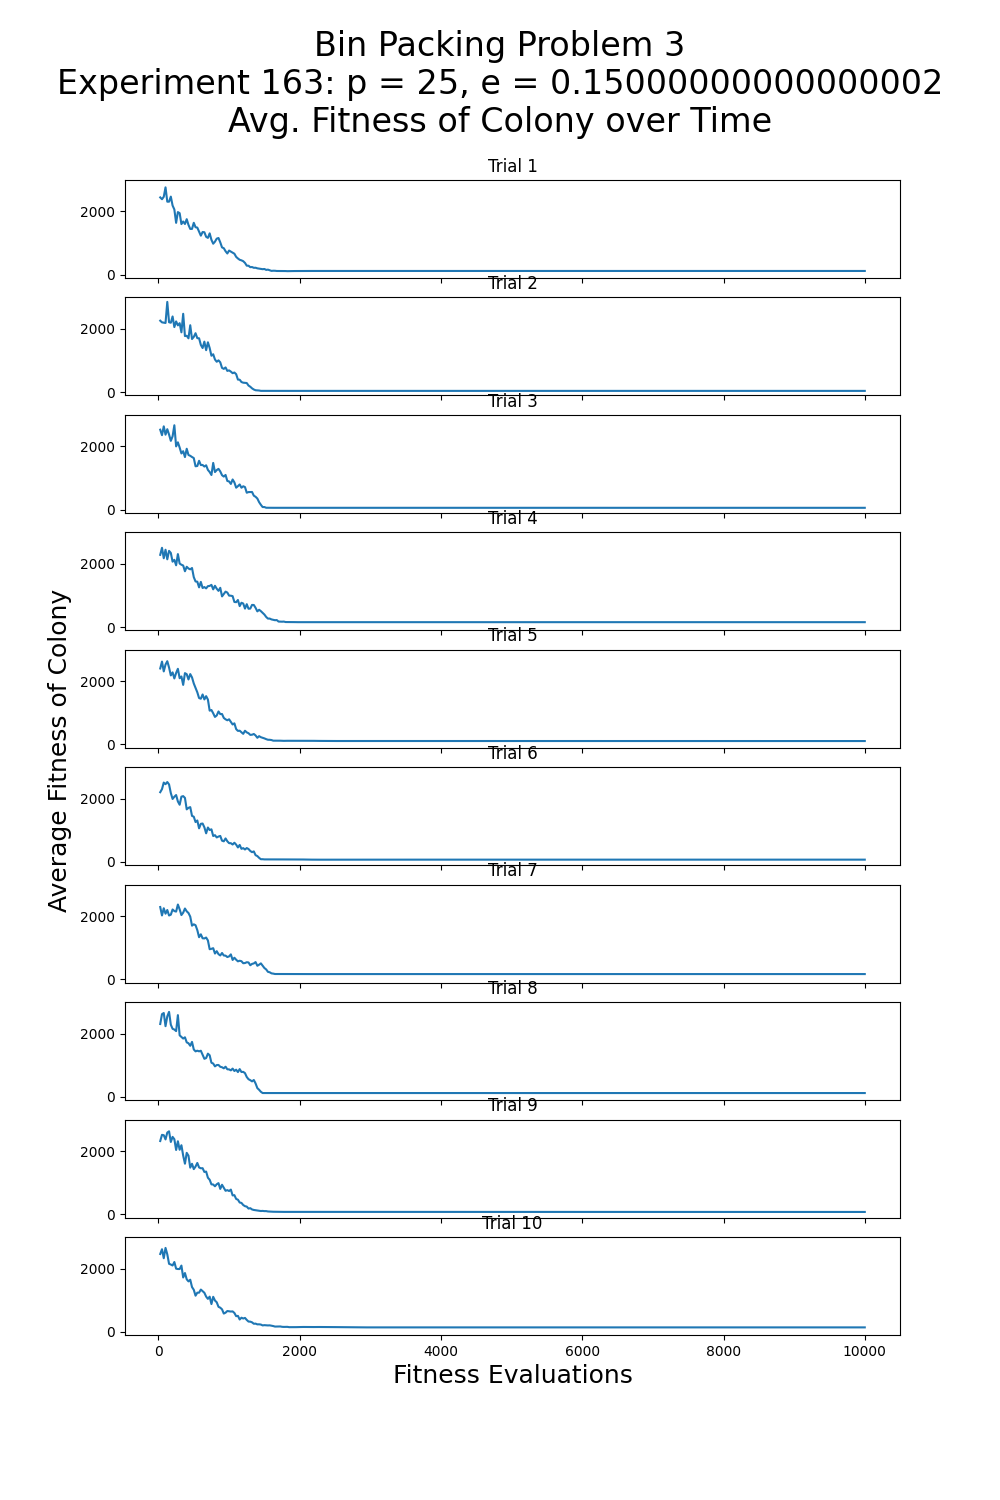 Bin Packing Problem 3
Experiment 163: p = 25, e = 0.15000000000000002
Avg. Fitness of Colony over Time
Trial 1
2000
0
Trial 2
2000
0
Trial 3
2000
0
Trial 4
2000
0
Trial 5
2000
0
Trial 6
2000
0
Trial 7
2000
0
Trial 8
2000
0
Trial 9
2000
0
Trial 10
2000
0
0 2000 4000 6000 8000 10000
Fitness Evaluations
Average Fitness of Colony